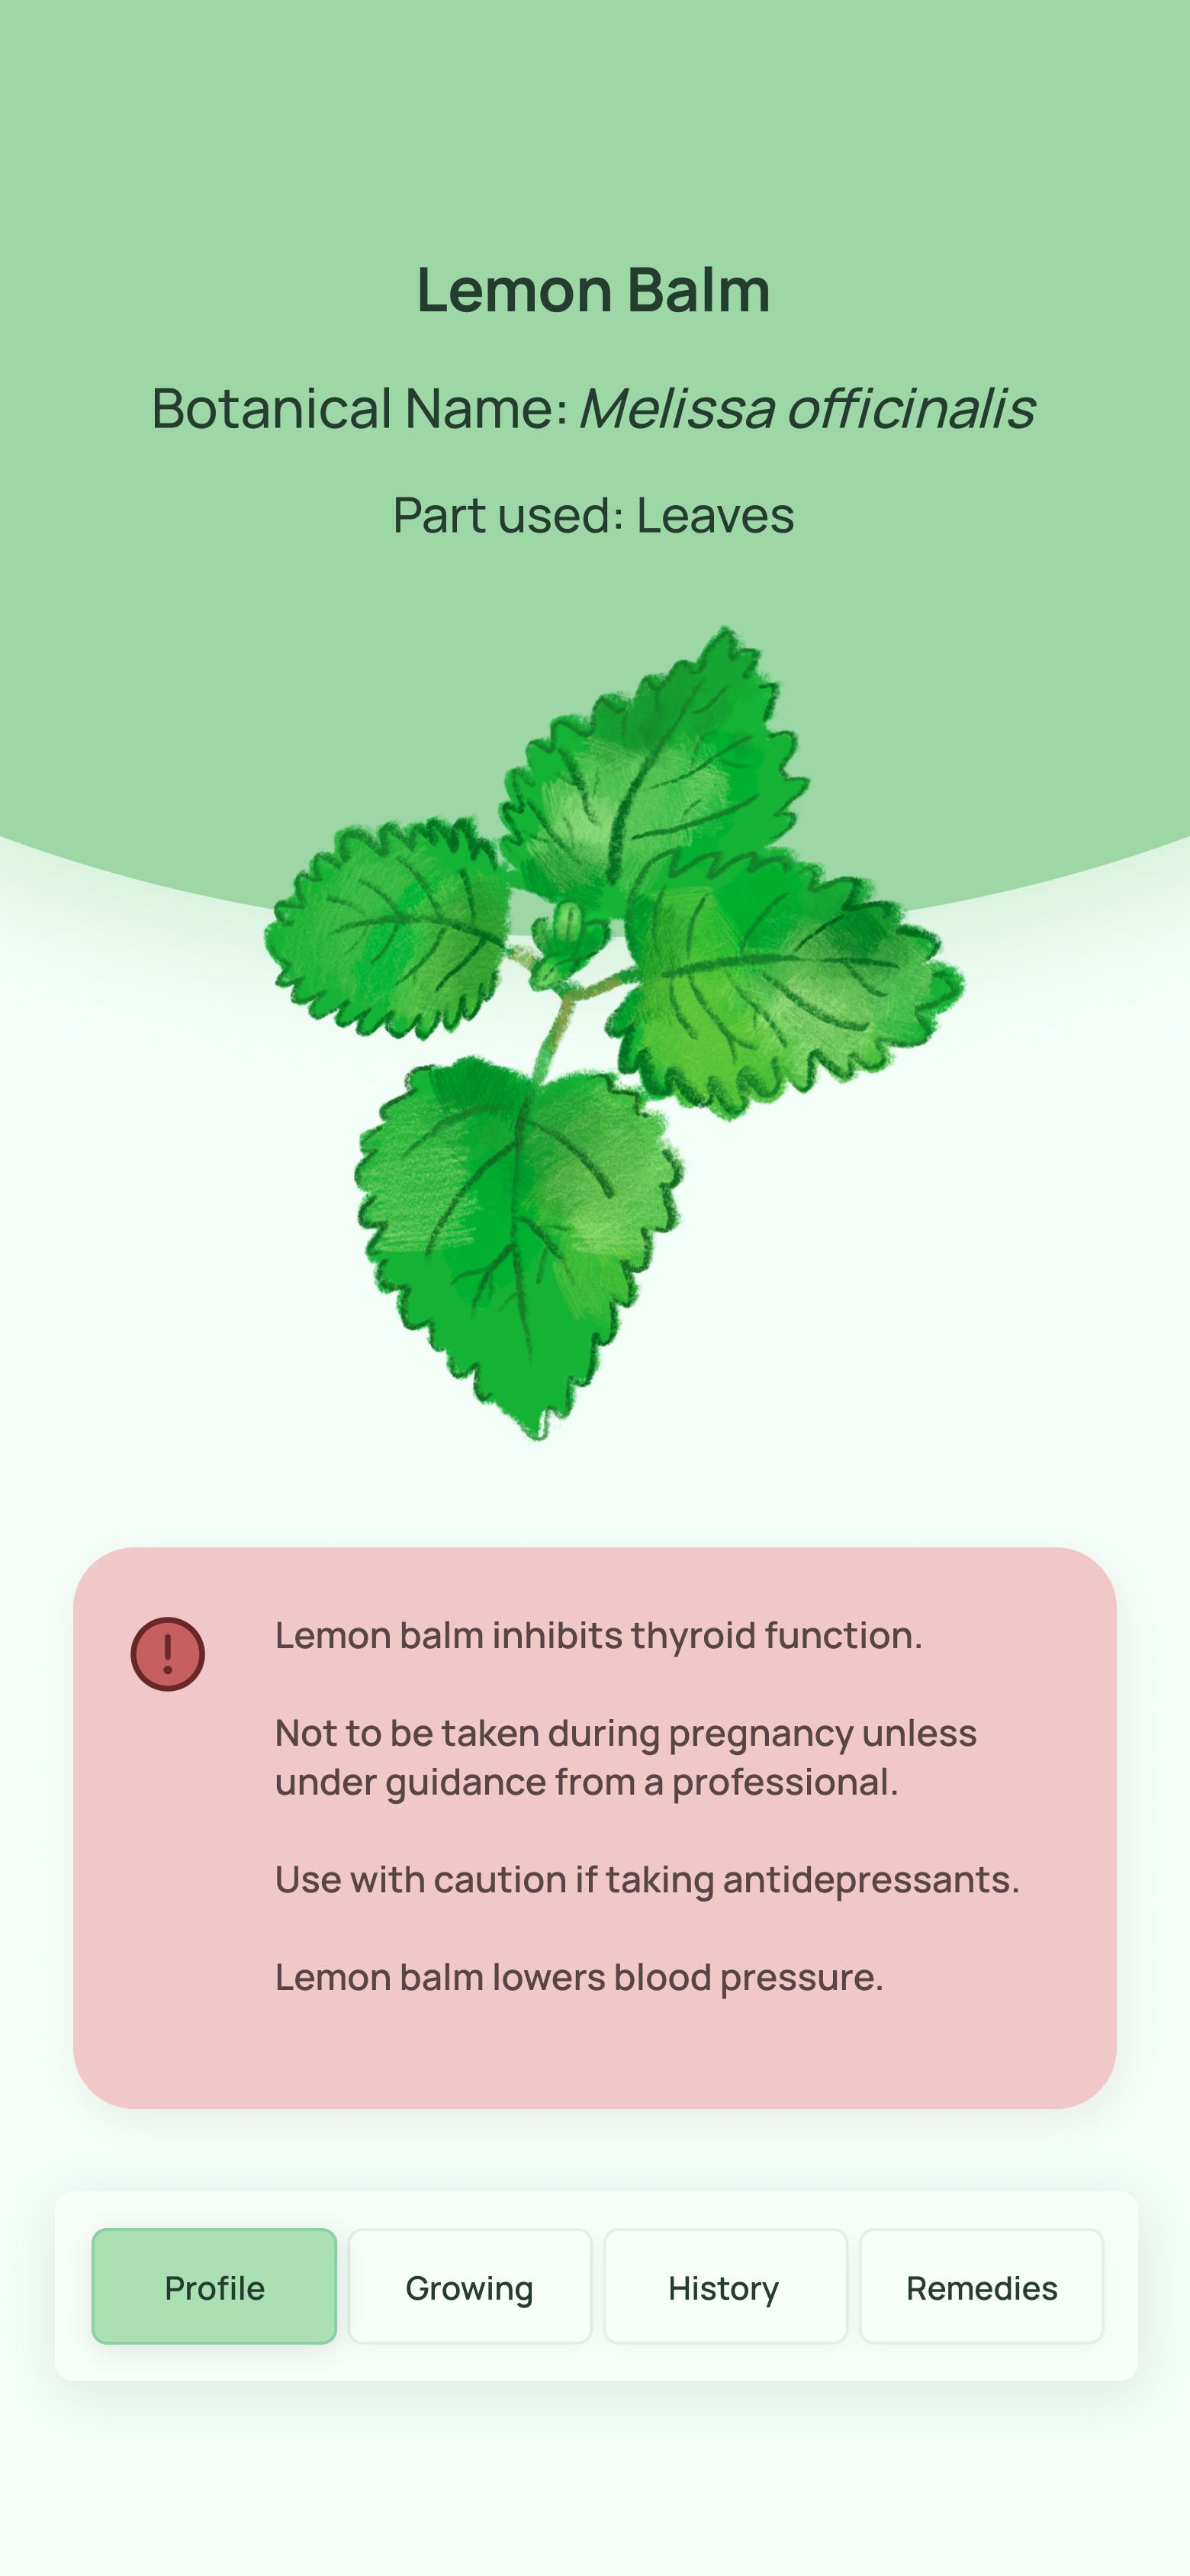 Lemon Balm
Botanical Name: Melissa officinalis
Part used: Leaves
Lemon balm inhibits thyroid function.
Not to be taken during pregnancy unless
under guidance from a professional.
Use with caution if taking antidepressants.
Lemon balm lowers blood pressure.
Profile
Growing
History
Remedies